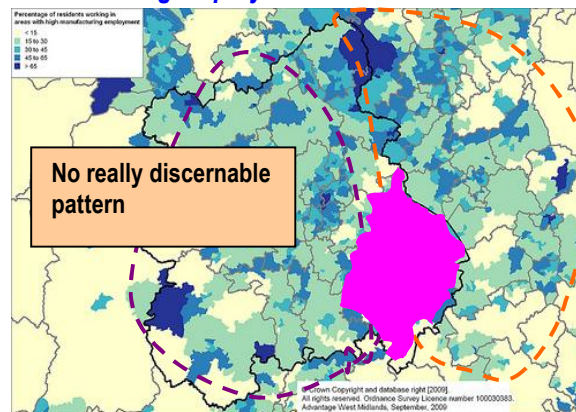 Percentage of residents working in
areas with high manufacturing employment
< 15
15 to 30
30 to 45
45 to 65
> 65
No really discernable
pattern
© Crown Copyright and database right [2009].
All rights reserved. Ordnance Survey Licence number 100030383.
Advantage West Midlands, September, 2009